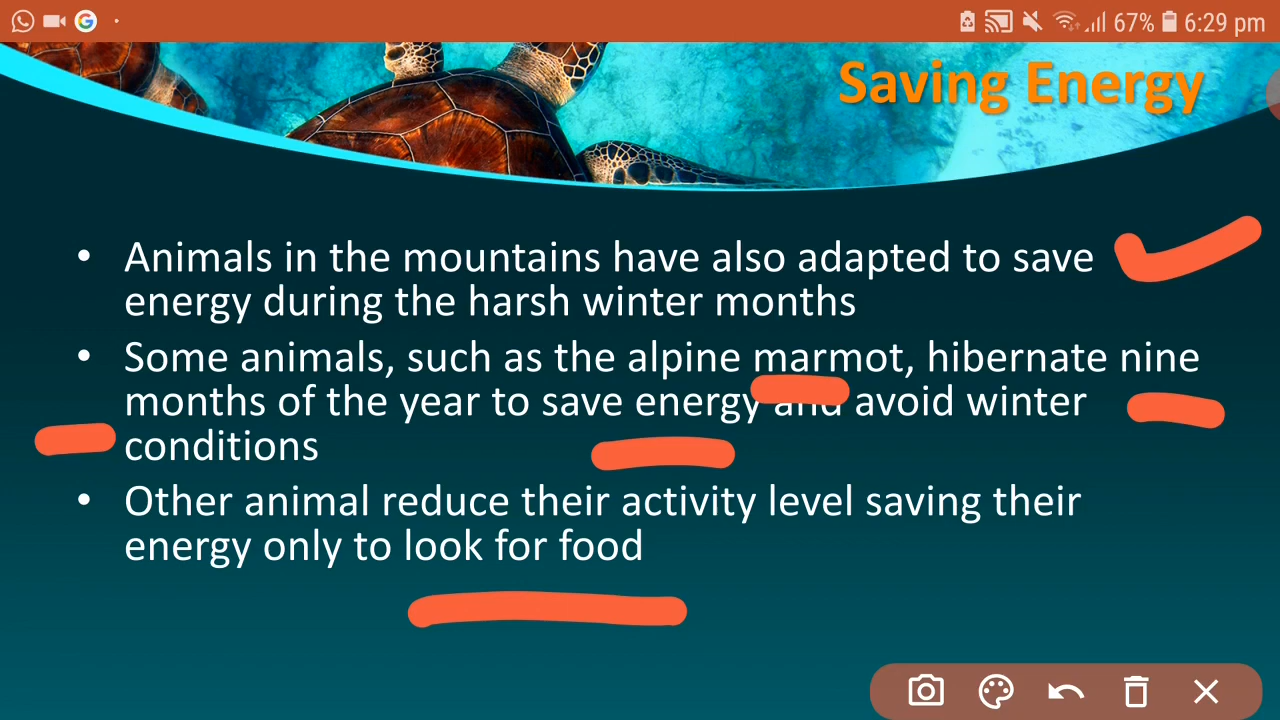 67% 6:29 pm
Saving Energy
• Animals in the mountains have also adapted to save
energy during the harsh winter months
• Some animals, such as the alpine marmot, hibernate nine
months of the year to save energy and avoid winter
conditions
• Other animal reduce their activity level saving their
energy only to look for food